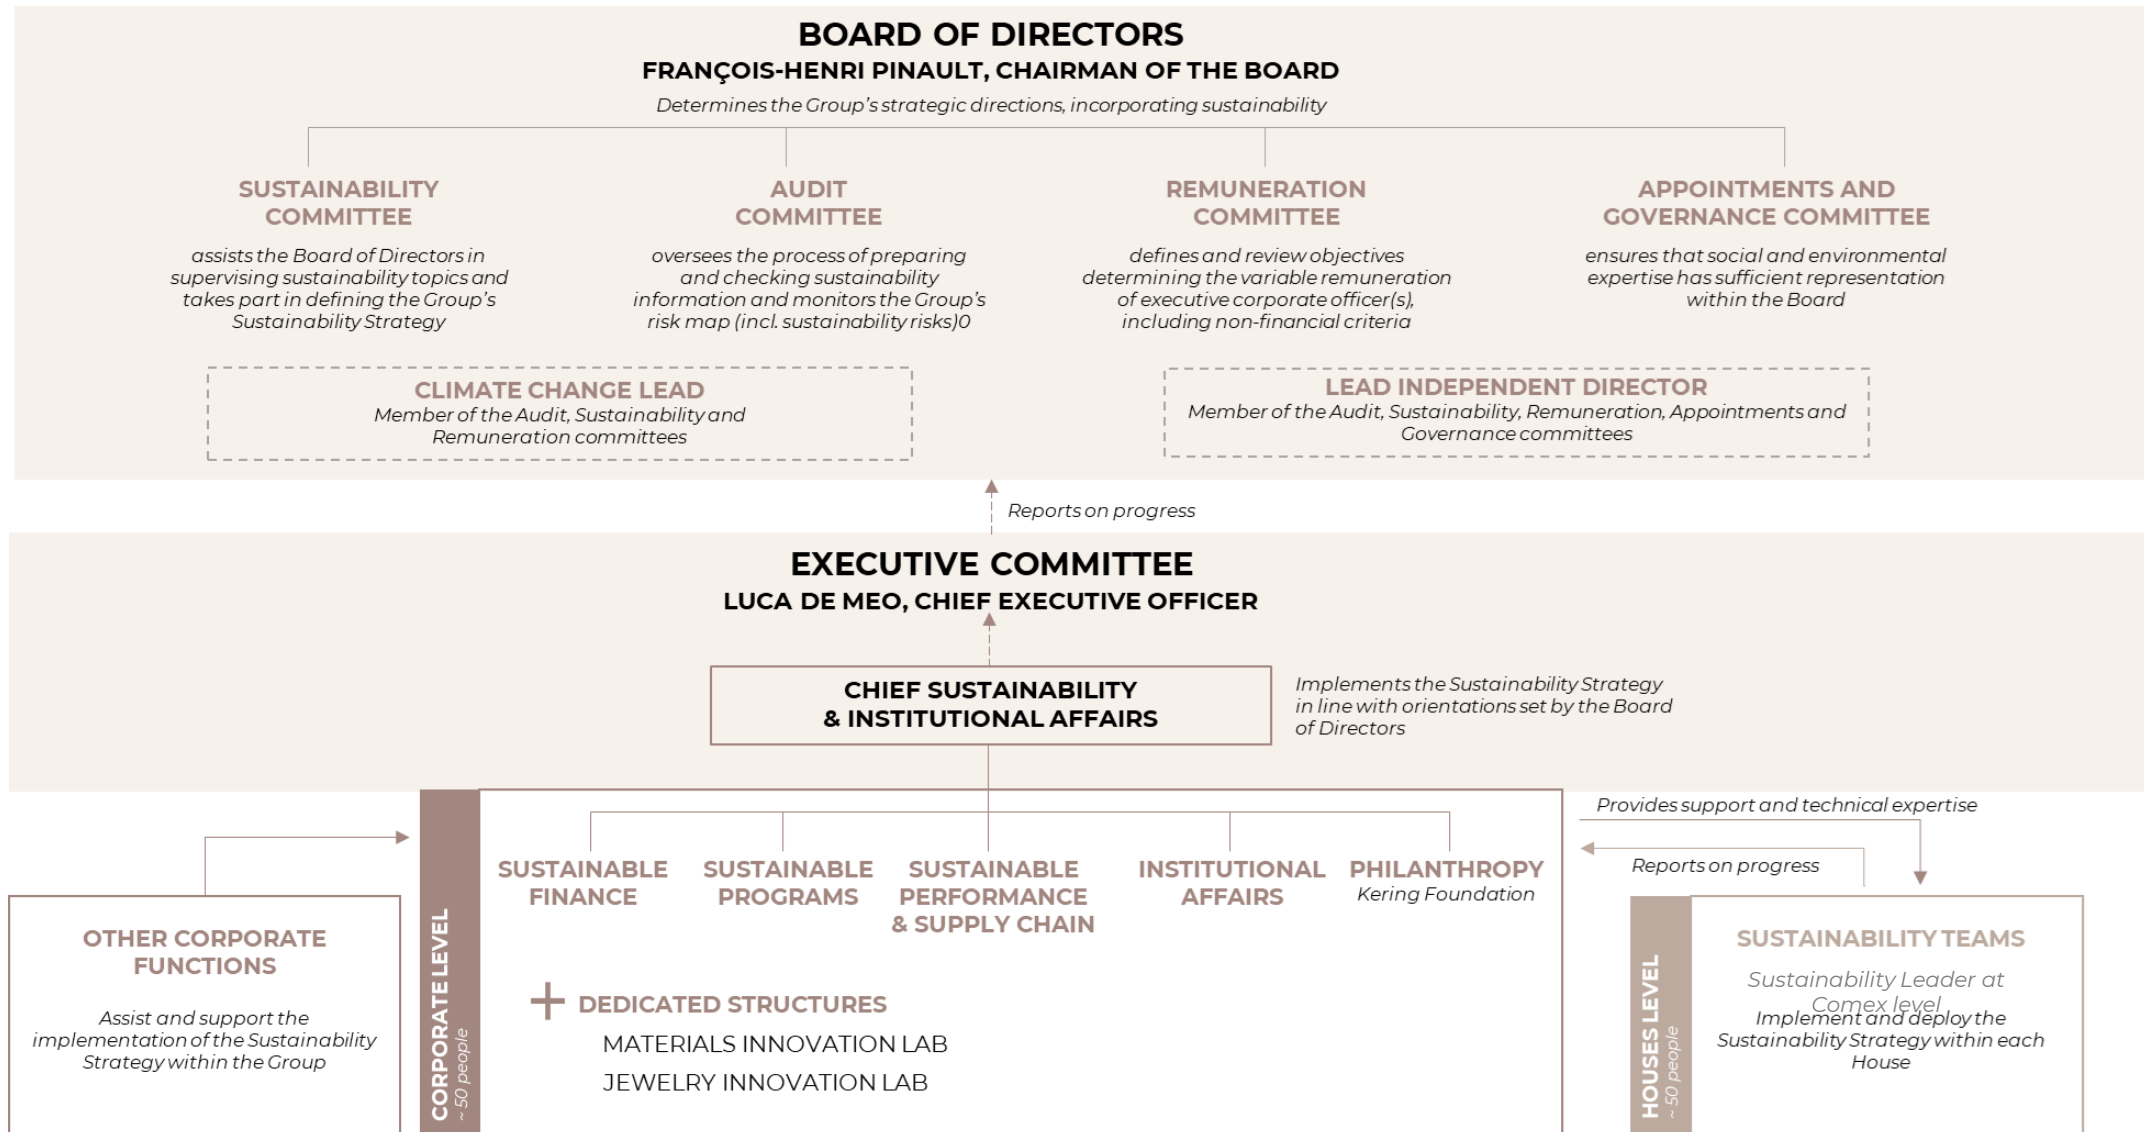 BOARD OF DIRECTORS
FRANÇOIS-HENRI PINAULT, CHAIRMAN OF THE BOARD
Determines the Group's strategic directions, incorporating sustainability
SUSTAINABILITY
COMMITTEE
assists the Board of Directors in
supervising sustainability topics and
takes part in defining the Group's
Sustainability Strategy
AUDIT
COMMITTEE
oversees the process of preparing
and checking sustainability
information and monitors the Group's
risk map (incl. sustainability risks)0
REMUNERATION
COMMITTEE
defines and review objectives
determining the variable remuneration
of executive corporate officer(s),
including non-financial criteria
APPOINTMENTS AND
GOVERNANCE COMMITTEE
ensures that social and environmental
expertise has sufficient representation
within the Board
CLIMATE CHANGE LEAD
Member of the Audit, Sustainability and
Remuneration committees
LEAD INDEPENDENT DIRECTOR
Member of the Audit, Sustainability, Remuneration, Appointments and
Governance committees
Reports on progress
EXECUTIVE COMMITTEE
LUCA DE MEO, CHIEF EXECUTIVE OFFICER
CHIEF SUSTAINABILITY
& INSTITUTIONAL AFFAIRS
Implements the Sustainability Strategy
in line with orientations set by the Board
of Directors
OTHER CORPORATE
FUNCTIONS
Assist and support the
implementation of the Sustainability
Strategy within the Group
CORPORATE LEVEL
~ 50 people
SUSTAINABLE
FINANCE
SUSTAINABLE
PROGRAMS
SUSTAINABLE
PERFORMANCE
& SUPPLY CHAIN
INSTITUTIONAL
AFFAIRS
PHILANTHROPY
Kering Foundation
+ DEDICATED STRUCTURES
MATERIALS INNOVATION LAB
JEWELRY INNOVATION LAB
Provides support and technical expertise
Reports on progress
HOUSES LEVEL
~ 50 people
SUSTAINABILITY TEAMS
Sustainability Leader at
Comex level
Implement and deploy the
Sustainability Strategy within each
House